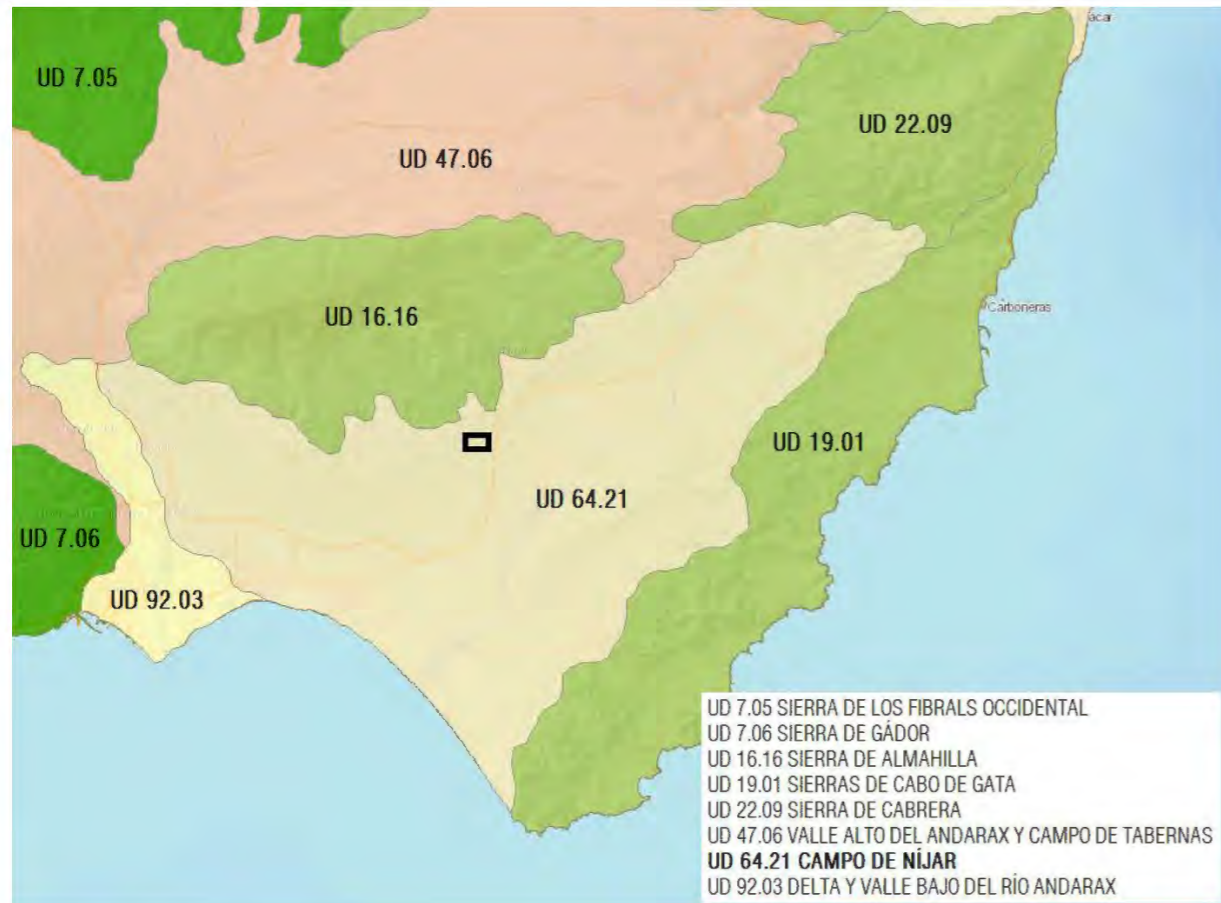 ácar
UD 7.05
UD 22.09
UD 47.06
Carboneras
UD 16.16
UD 19.01
UD 64.21
UD 7.06
UD 92.03
UD 7.05 SIERRA DE LOS FIBRALS OCCIDENTAL
UD 7.06 SIERRA DE GÁDOR
UD 16.16 SIERRA DE ALMAHILLA
UD 19.01 SIERRAS DE CABO DE GATA
UD 22.09 SIERRA DE CABRERA
UD 47.06 VALLE ALTO DEL ANDARAX Y CAMPO DE TABERNAS
UD 64.21 CAMPO DE NÍJAR
UD 92.03 DELTA Y VALLE BAJO DEL RÍO ANDARAX